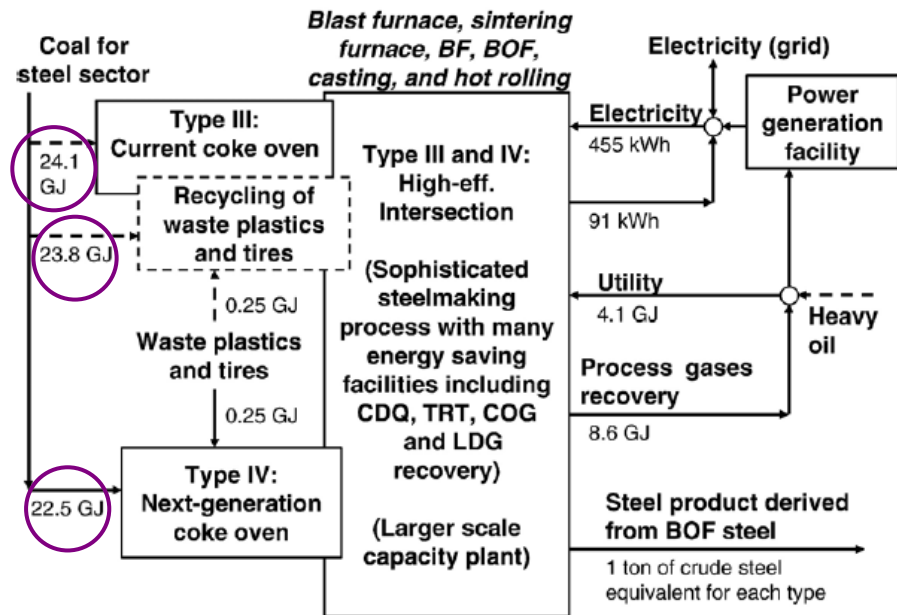 Blast furnace, sintering
furnace, BF, BOF,
casting, and hot rolling
Coal for
steel sector
Electricity (grid)
Type III:
Current coke oven
24.1
GJ
Recycling of
waste plastics
and tires
23.8 GJ
0.25 GJ
Waste plastics
and tires
0.25 GJ
Type IV:
Next-generation
coke oven
22.5 GJ
Type III and IV:
High-eff.
Intersection
(Sophisticated
steelmaking
process with many
energy saving
facilities including
CDQ, TRT, COG
and LDG
recovery)
(Larger scale
capacity plant)
Electricity
455 kWh
Power
generation
facility
91 kWh
Utility
4.1 GJ
Heavy
oil
Process gases
recovery
8.6 GJ
Steel product derived
from BOF steel
1 ton of crude steel
equivalent for each type